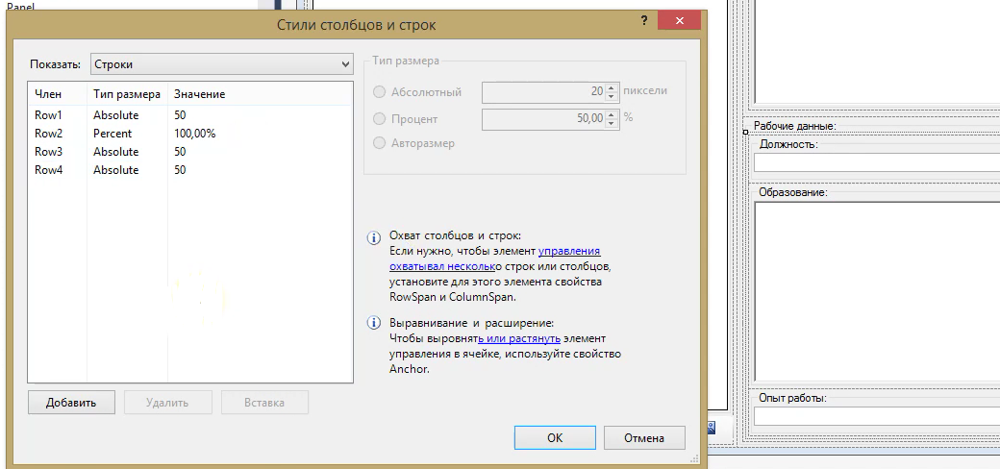 Panel
Стили столбцов и строк
?
Показать: Строки
Член Тип размера Значение
Row1 Absolute 50
Row2 Percent 100,00%
Row3 Absolute 50
Row4 Absolute 50
Добавить Удалить Вставка
Тип размера
Абсолютный 20 пиксели
Процент 50,00 %
Авторазмер
Охват столбцов и строк:
Если нужно, чтобы элемент управления
охватывал несколько строк или столбцов,
установите для этого элемента свойства
RowSpan и ColumnSpan.
Выравнивание и расширение:
Чтобы выровнять или растянуть элемент
управления в ячейке, используйте свойство
Anchor.
OK Отмена
Рабочие данные:
Должность:
Образование:
Опыт работы: